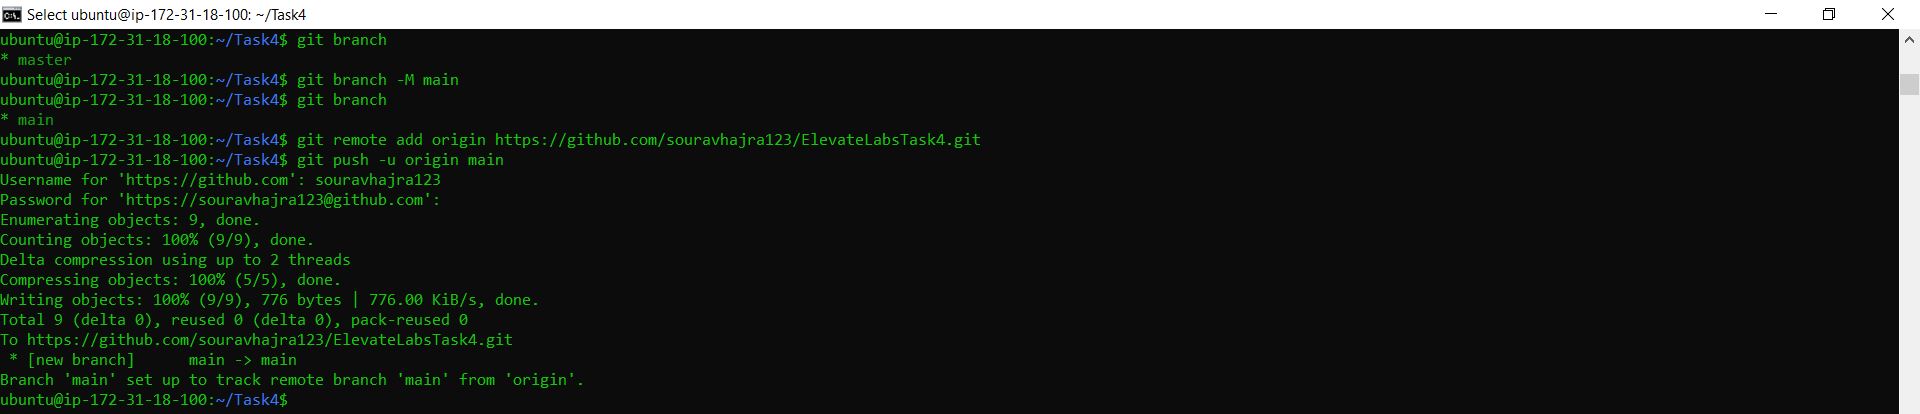 Select ubuntu@ip-172-31-18-100: ~/Task4
ubuntu@ip-172-31-18-100:~/Task4$ git branch
* master
ubuntu@ip-172-31-18-100:~/Task4$ git branch -M main
ubuntu@ip-172-31-18-100:~/Task4$ git branch
* main
ubuntu@ip-172-31-18-100:~/Task4$ git remote add origin https://github.com/souravhajra123/ElevateLabsTask4.git
ubuntu@ip-172-31-18-100:~/Task4$ git push -u origin main
Username for 'https://github.com': souravhajra123
Password for 'https://souravhajra123@github.com':
Enumerating objects: 9, done.
Counting objects: 100% (9/9), done.
Delta compression using up to 2 threads
Compressing objects: 100% (5/5), done.
Writing objects: 100% (9/9), 776 bytes | 776.00 KiB/s, done.
Total 9 (delta 0), reused 0 (delta 0), pack-reused 0
To https://github.com/souravhajra123/ElevateLabsTask4.git
 * [new branch]      main -> main
Branch 'main' set up to track remote branch 'main' from 'origin'.
ubuntu@ip-172-31-18-100:~/Task4$